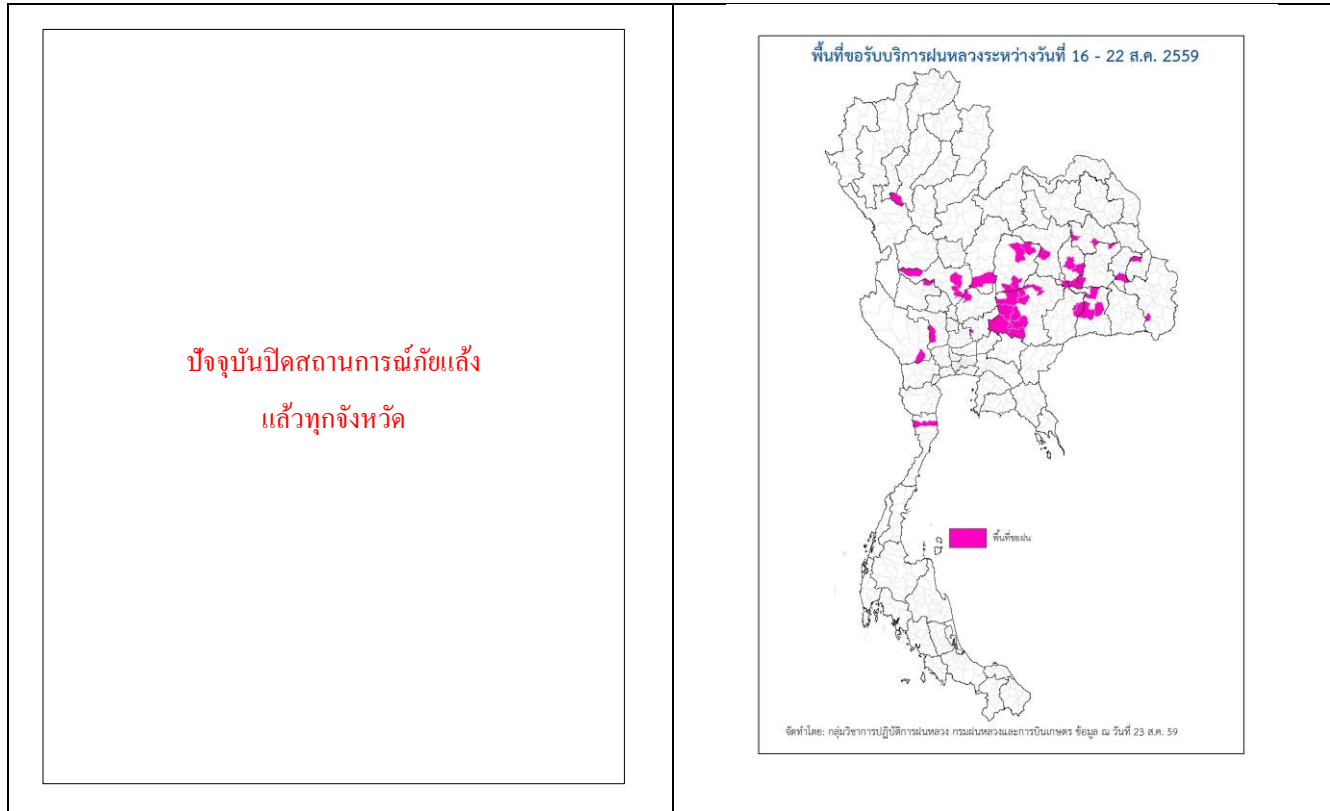 ปัจจุบันปิดสถานการณ์ภัยแล้ง
แล้วทุกจังหวัด
พื้นที่ขอรับบริการฝนหลวงระหว่างวันที่ 16 - 22 ส.ค. 2559
พื้นที่ขอฝน
จัดทำโดย: กลุ่มวิชาการปฏิบัติการฝนหลวง กรมฝนหลวงและการบินเกษตร ข้อมูล ณ วันที่ 23 ส.ค. 59